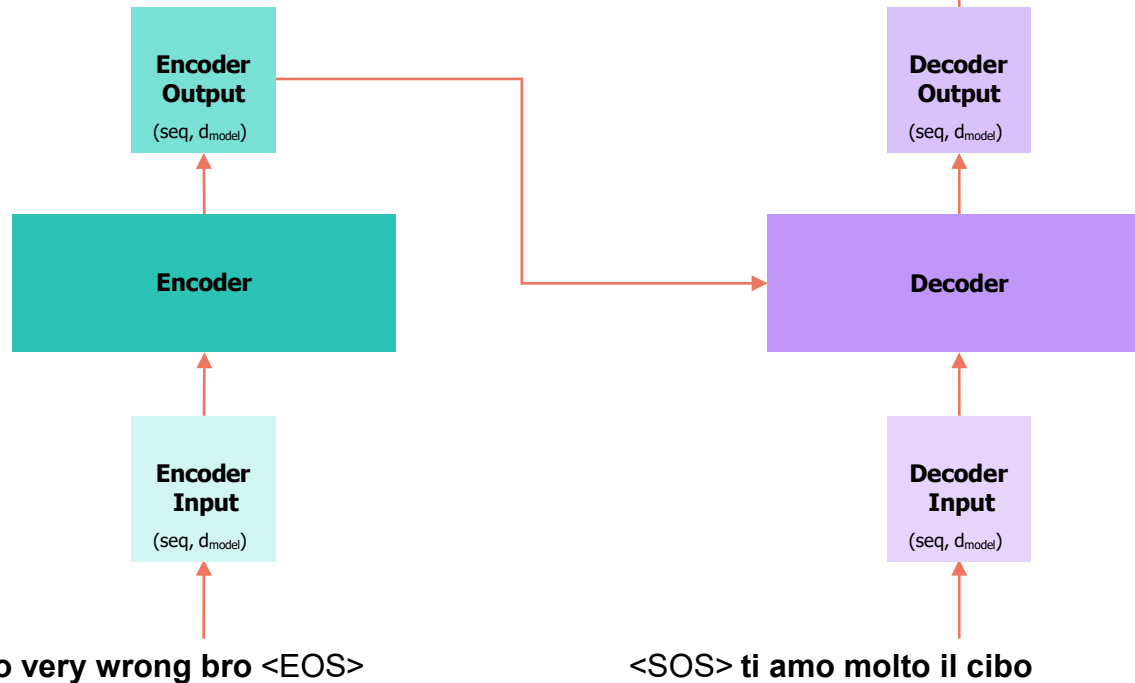 Encoder
Output
(seq, dmodel)
Decoder
Output
(seq, dmodel)
Encoder
Decoder
Encoder
Input
(seq, dmodel)
Decoder
Input
(seq, dmodel)
very wrong bro <EOS>
<SOS> ti amo molto il cibo